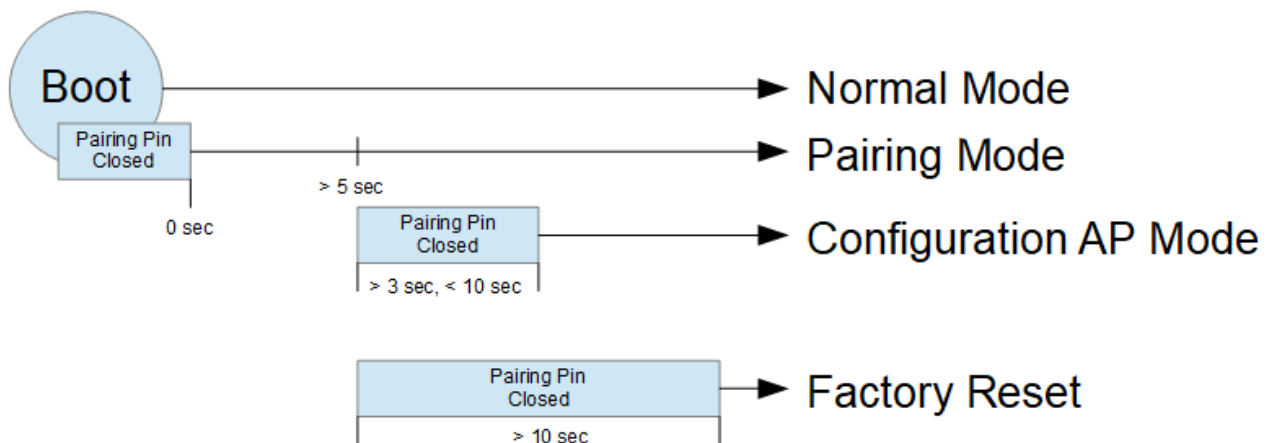 Boot
Normal Mode
Pairing Pin
Closed
Pairing Mode
> 5 sec
0 sec
Pairing Pin
Closed
Configuration AP Mode
> 3 sec, < 10 sec
Pairing Pin
Closed
Factory Reset
> 10 sec